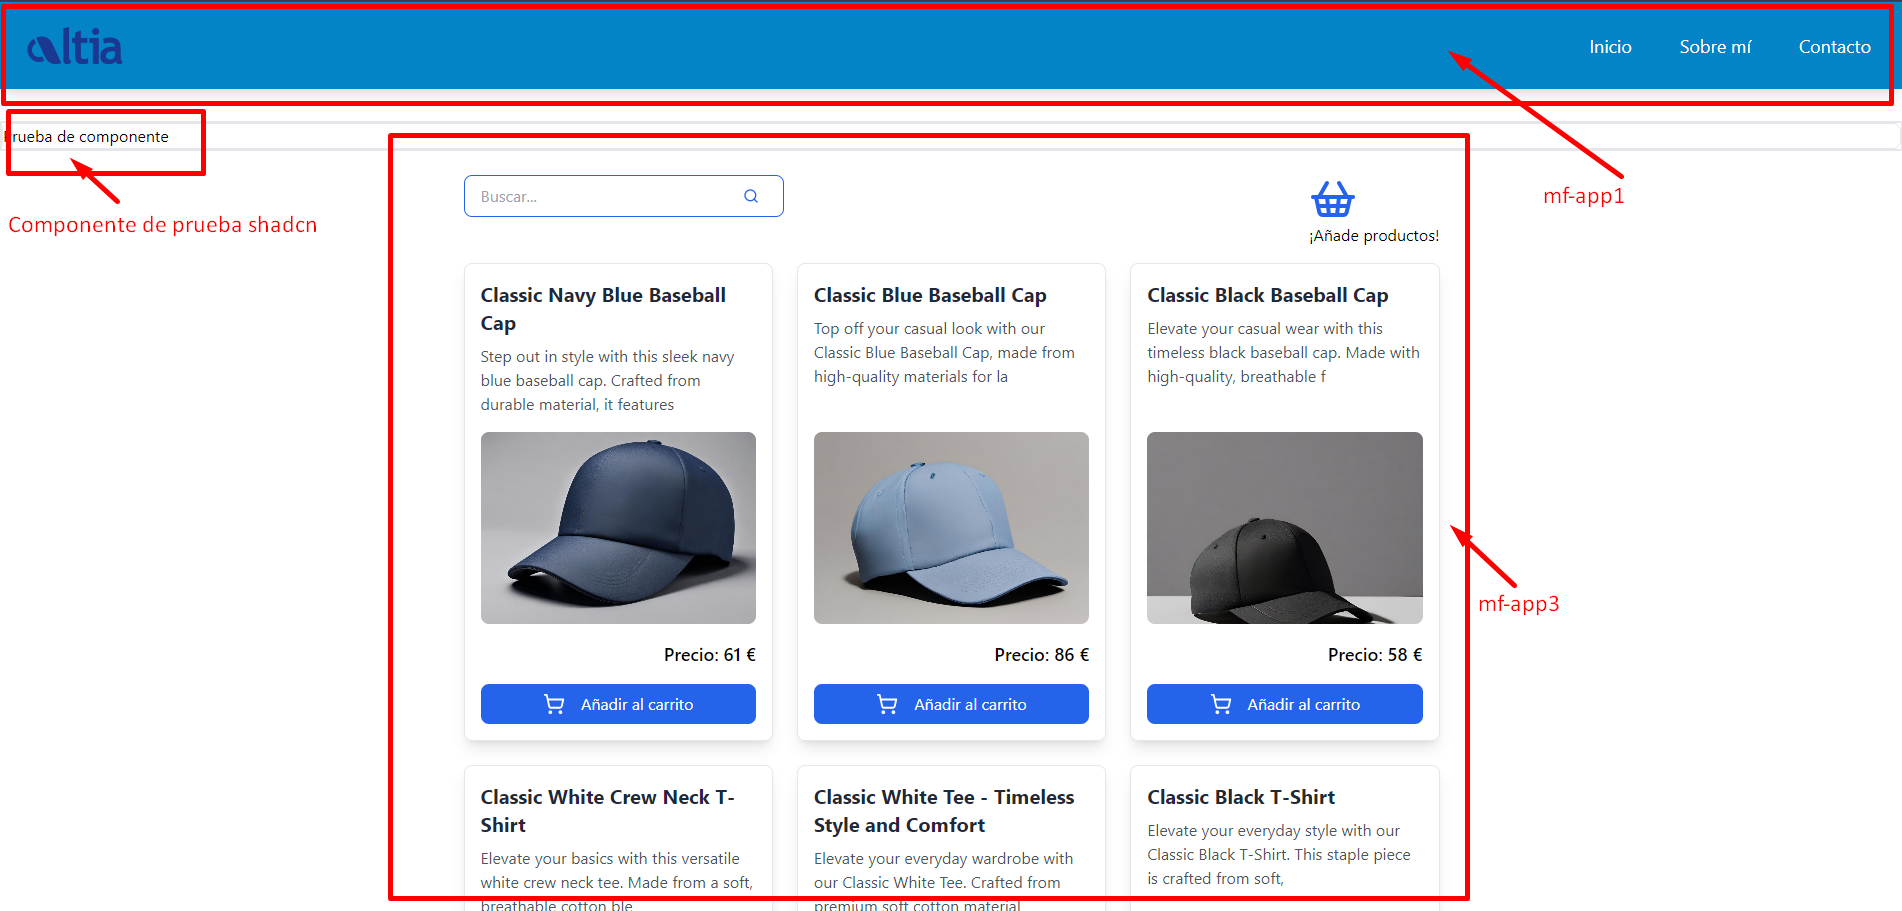 altia
Inicio
Sobre mí
Contacto
Prueba de componente
mf-app1
Componente de prueba shadcn
Buscar...
¡Añade productos!
Classic Navy Blue Baseball
Cap
Step out in style with this sleek navy
blue baseball cap. Crafted from
durable material, it features
Precio: 61 €
Añadir al carrito
Classic Blue Baseball Cap
Top off your casual look with our
Classic Blue Baseball Cap, made from
high-quality materials for la
Precio: 86 €
Añadir al carrito
Classic Black Baseball Cap
Elevate your casual wear with this
timeless black baseball cap. Made with
high-quality, breathable f
Precio: 58 €
Añadir al carrito
mf-app3
Classic White Crew Neck T-
Shirt
Elevate your basics with this versatile
white crew neck tee. Made from a soft,
breathable cotton ble
Classic White Tee - Timeless
Style and Comfort
Elevate your everyday wardrobe with
our Classic White Tee. Crafted from
premium soft cotton material
Classic Black T-Shirt
Elevate your everyday style with our
Classic Black T-Shirt. This staple piece
is crafted from soft,